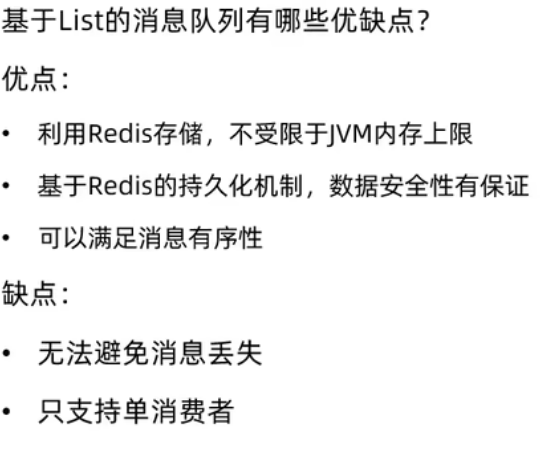 基于List的消息队列有哪些优缺点?
优点:
• 利用Redis存储，不受限于JVM内存上限
• 基于Redis的持久化机制，数据安全性有保证
• 可以满足消息有序性
缺点:
• 无法避免消息丢失
• 只支持单消费者